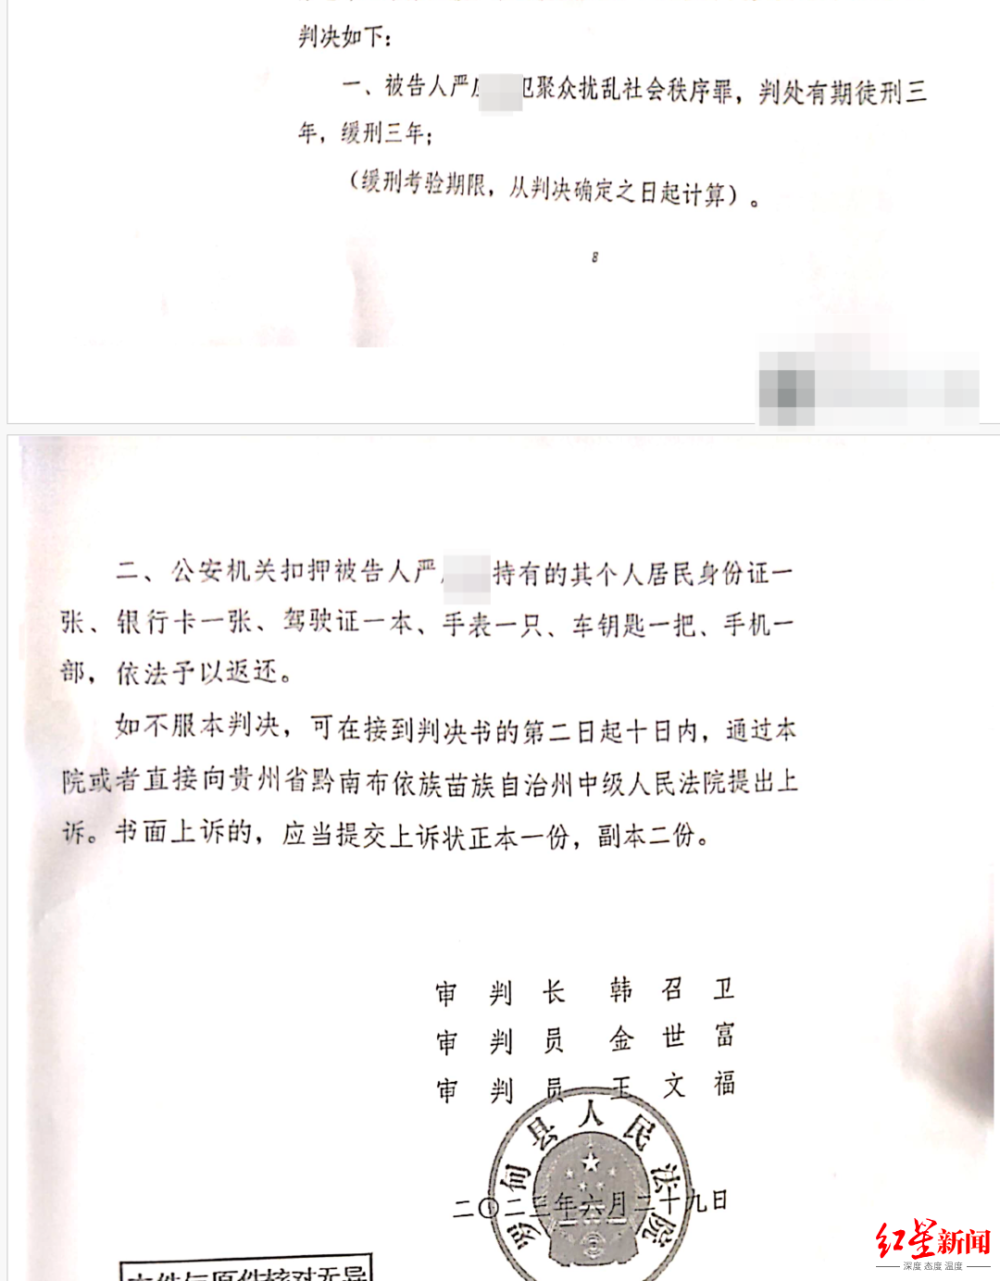 判决如下：
一、被告人严 犯聚众扰乱社会秩序罪，判处有期徒刑三
年，缓刑三年；
（缓刑考验期限，从判决确定之日起计算）。
8
二、公安机关扣押被告人严 持有的其个人居民身份证一
张、银行卡一张、驾驶证一本、手表一只、车钥匙一把、手机一
部，依法予以返还。
如不服本判决，可在接到判决书的第二日起十日内，通过本
院或者直接向贵州省黔南布依族苗族自治州中级人民法院提出上
诉。书面上诉的，应当提交上诉状正本一份，副本二份。
审 判 长 韩 召 卫
审 判 员 金 世 富
审 判 员 王 文 福
罗甸县人民法院
二〇二三年六月二十九日
本件与原件核对无异
红星新闻
深度 态度 温度